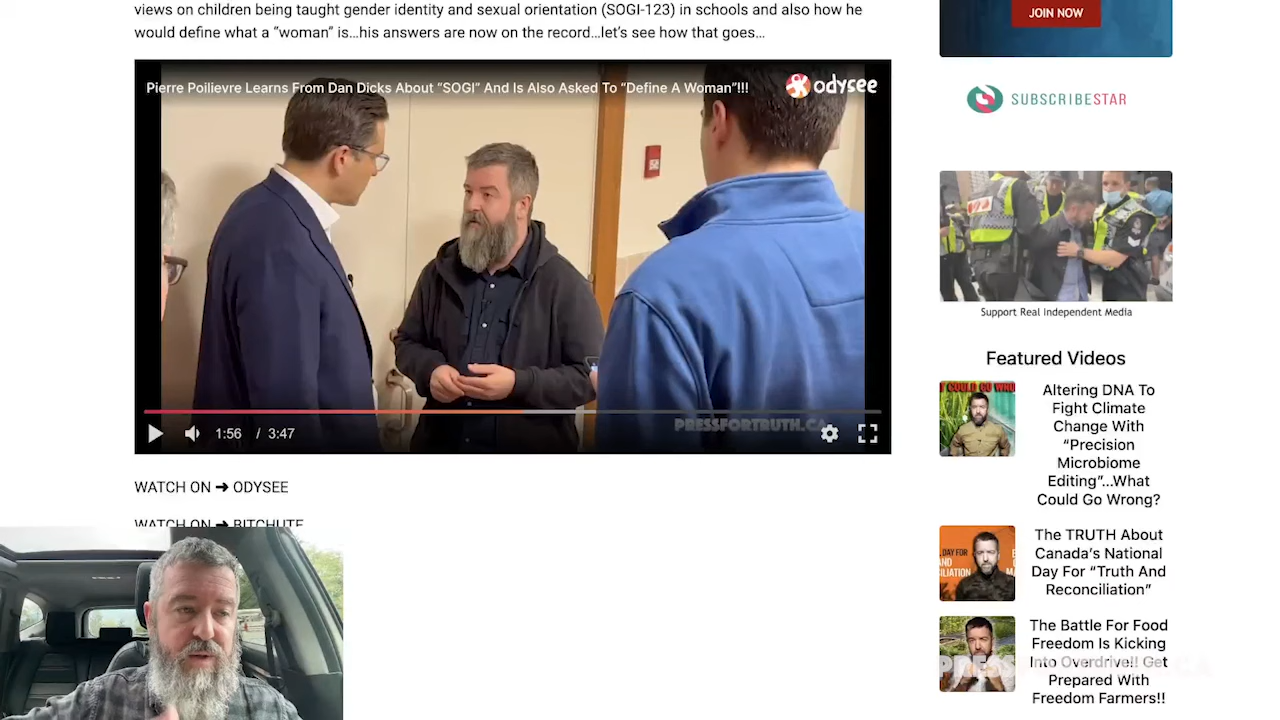 views on children being taught gender identity and sexual orientation (SOGI-123) in schools and also how he
would define what a “woman” is…his answers are now on the record…let’s see how that goes…
Pierre Poilievre Learns From Dan Dicks About “SOGI” And Is Also Asked To “Define A Woman”!!!
odysee
PRESSFORTRUTH.CA
1:56 / 3:47
WATCH ON ➜ ODYSEE
WATCH ON ➜ BITCHUTE
JOIN NOW
SUBSCRIBESTAR
Support Real Independent Media
Featured Videos
Altering DNA To
Fight Climate
Change With
“Precision
Microbiome
Editing”...What
Could Go Wrong?
The TRUTH About
Canada’s National
Day For “Truth And
Reconciliation”
The Battle For Food
Freedom Is Kicking
Into Overdrive!! Get
Prepared With
Freedom Farmers!!